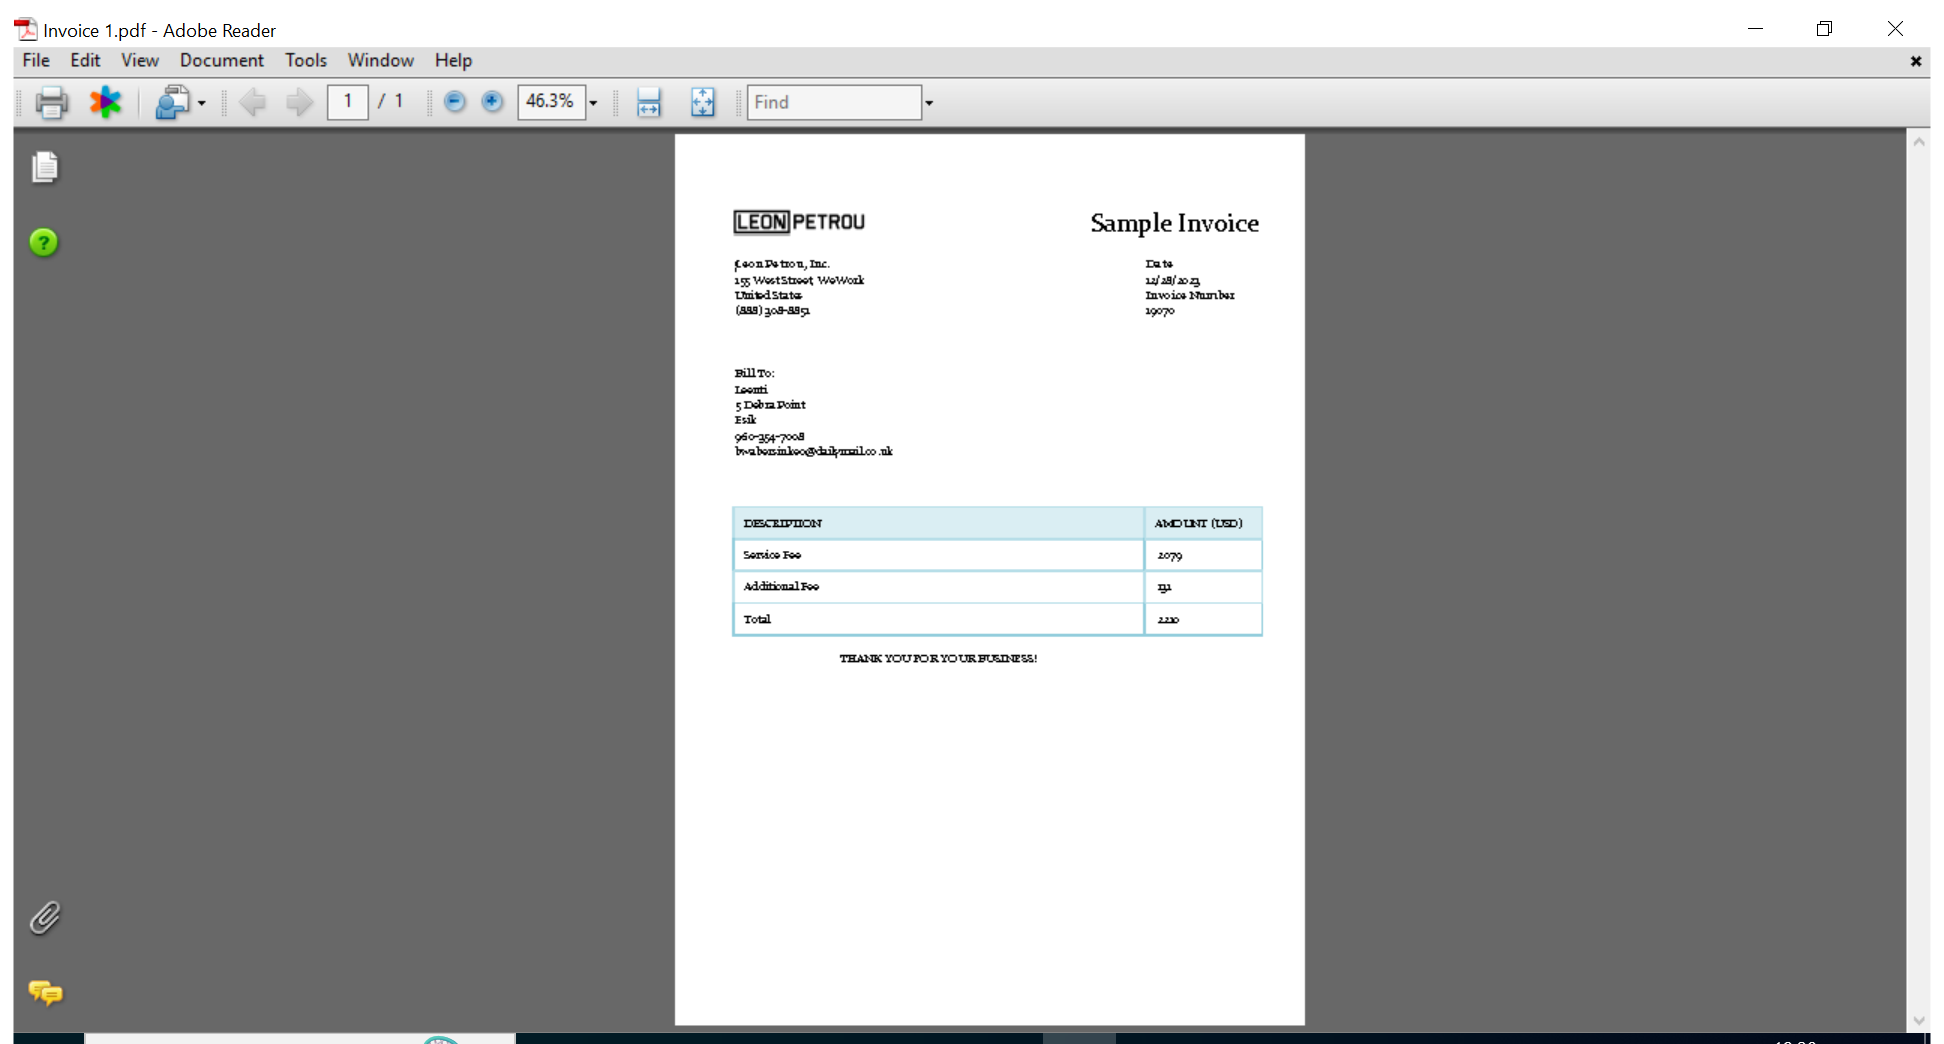 Invoice 1.pdf - Adobe Reader
File Edit View Document Tools Window Help
1 / 1 46.3% Find
LEON PETROU
Sample Invoice
Leon Petrou, Inc.
155 West Street, WeWork
United States
(888) 308-8851
Date
12/28/2023
Invoice Number
19070
Bill To:
Leonti
5 Debra Point
Esik
960-354-7008
DESCRIPTION AMOUNT (USD)
Service Fee 2079
Additional Fee 131
Total 2210
THANK YOU FOR YOUR BUSINESS!